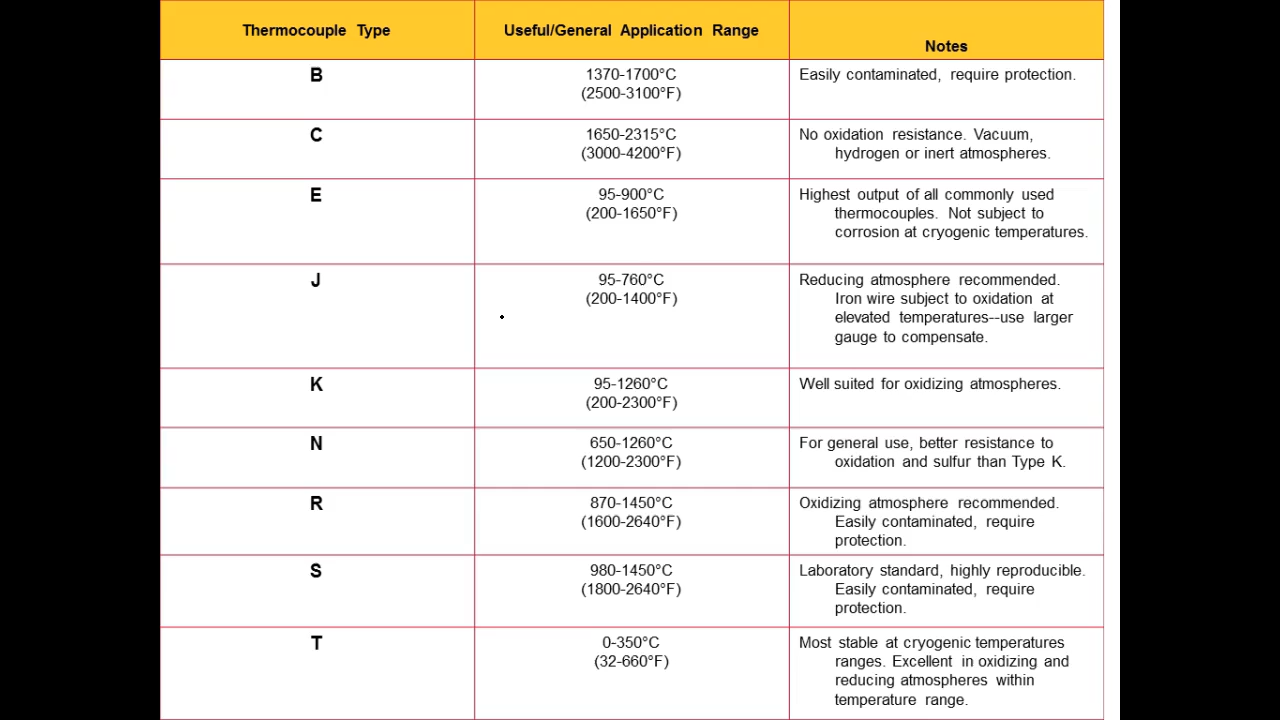 Thermocouple Type
Useful/General Application Range
Notes
B
1370-1700°C
(2500-3100°F)
Easily contaminated, require protection.
C
1650-2315°C
(3000-4200°F)
No oxidation resistance. Vacuum,
hydrogen or inert atmospheres.
E
95-900°C
(200-1650°F)
Highest output of all commonly used
thermocouples. Not subject to
corrosion at cryogenic temperatures.
J
95-760°C
(200-1400°F)
Reducing atmosphere recommended.
Iron wire subject to oxidation at
elevated temperatures--use larger
gauge to compensate.
K
95-1260°C
(200-2300°F)
Well suited for oxidizing atmospheres.
N
650-1260°C
(1200-2300°F)
For general use, better resistance to
oxidation and sulfur than Type K.
R
870-1450°C
(1600-2640°F)
Oxidizing atmosphere recommended.
Easily contaminated, require
protection.
S
980-1450°C
(1800-2640°F)
Laboratory standard, highly reproducible.
Easily contaminated, require
protection.
T
0-350°C
(32-660°F)
Most stable at cryogenic temperatures
ranges. Excellent in oxidizing and
reducing atmospheres within
temperature range.